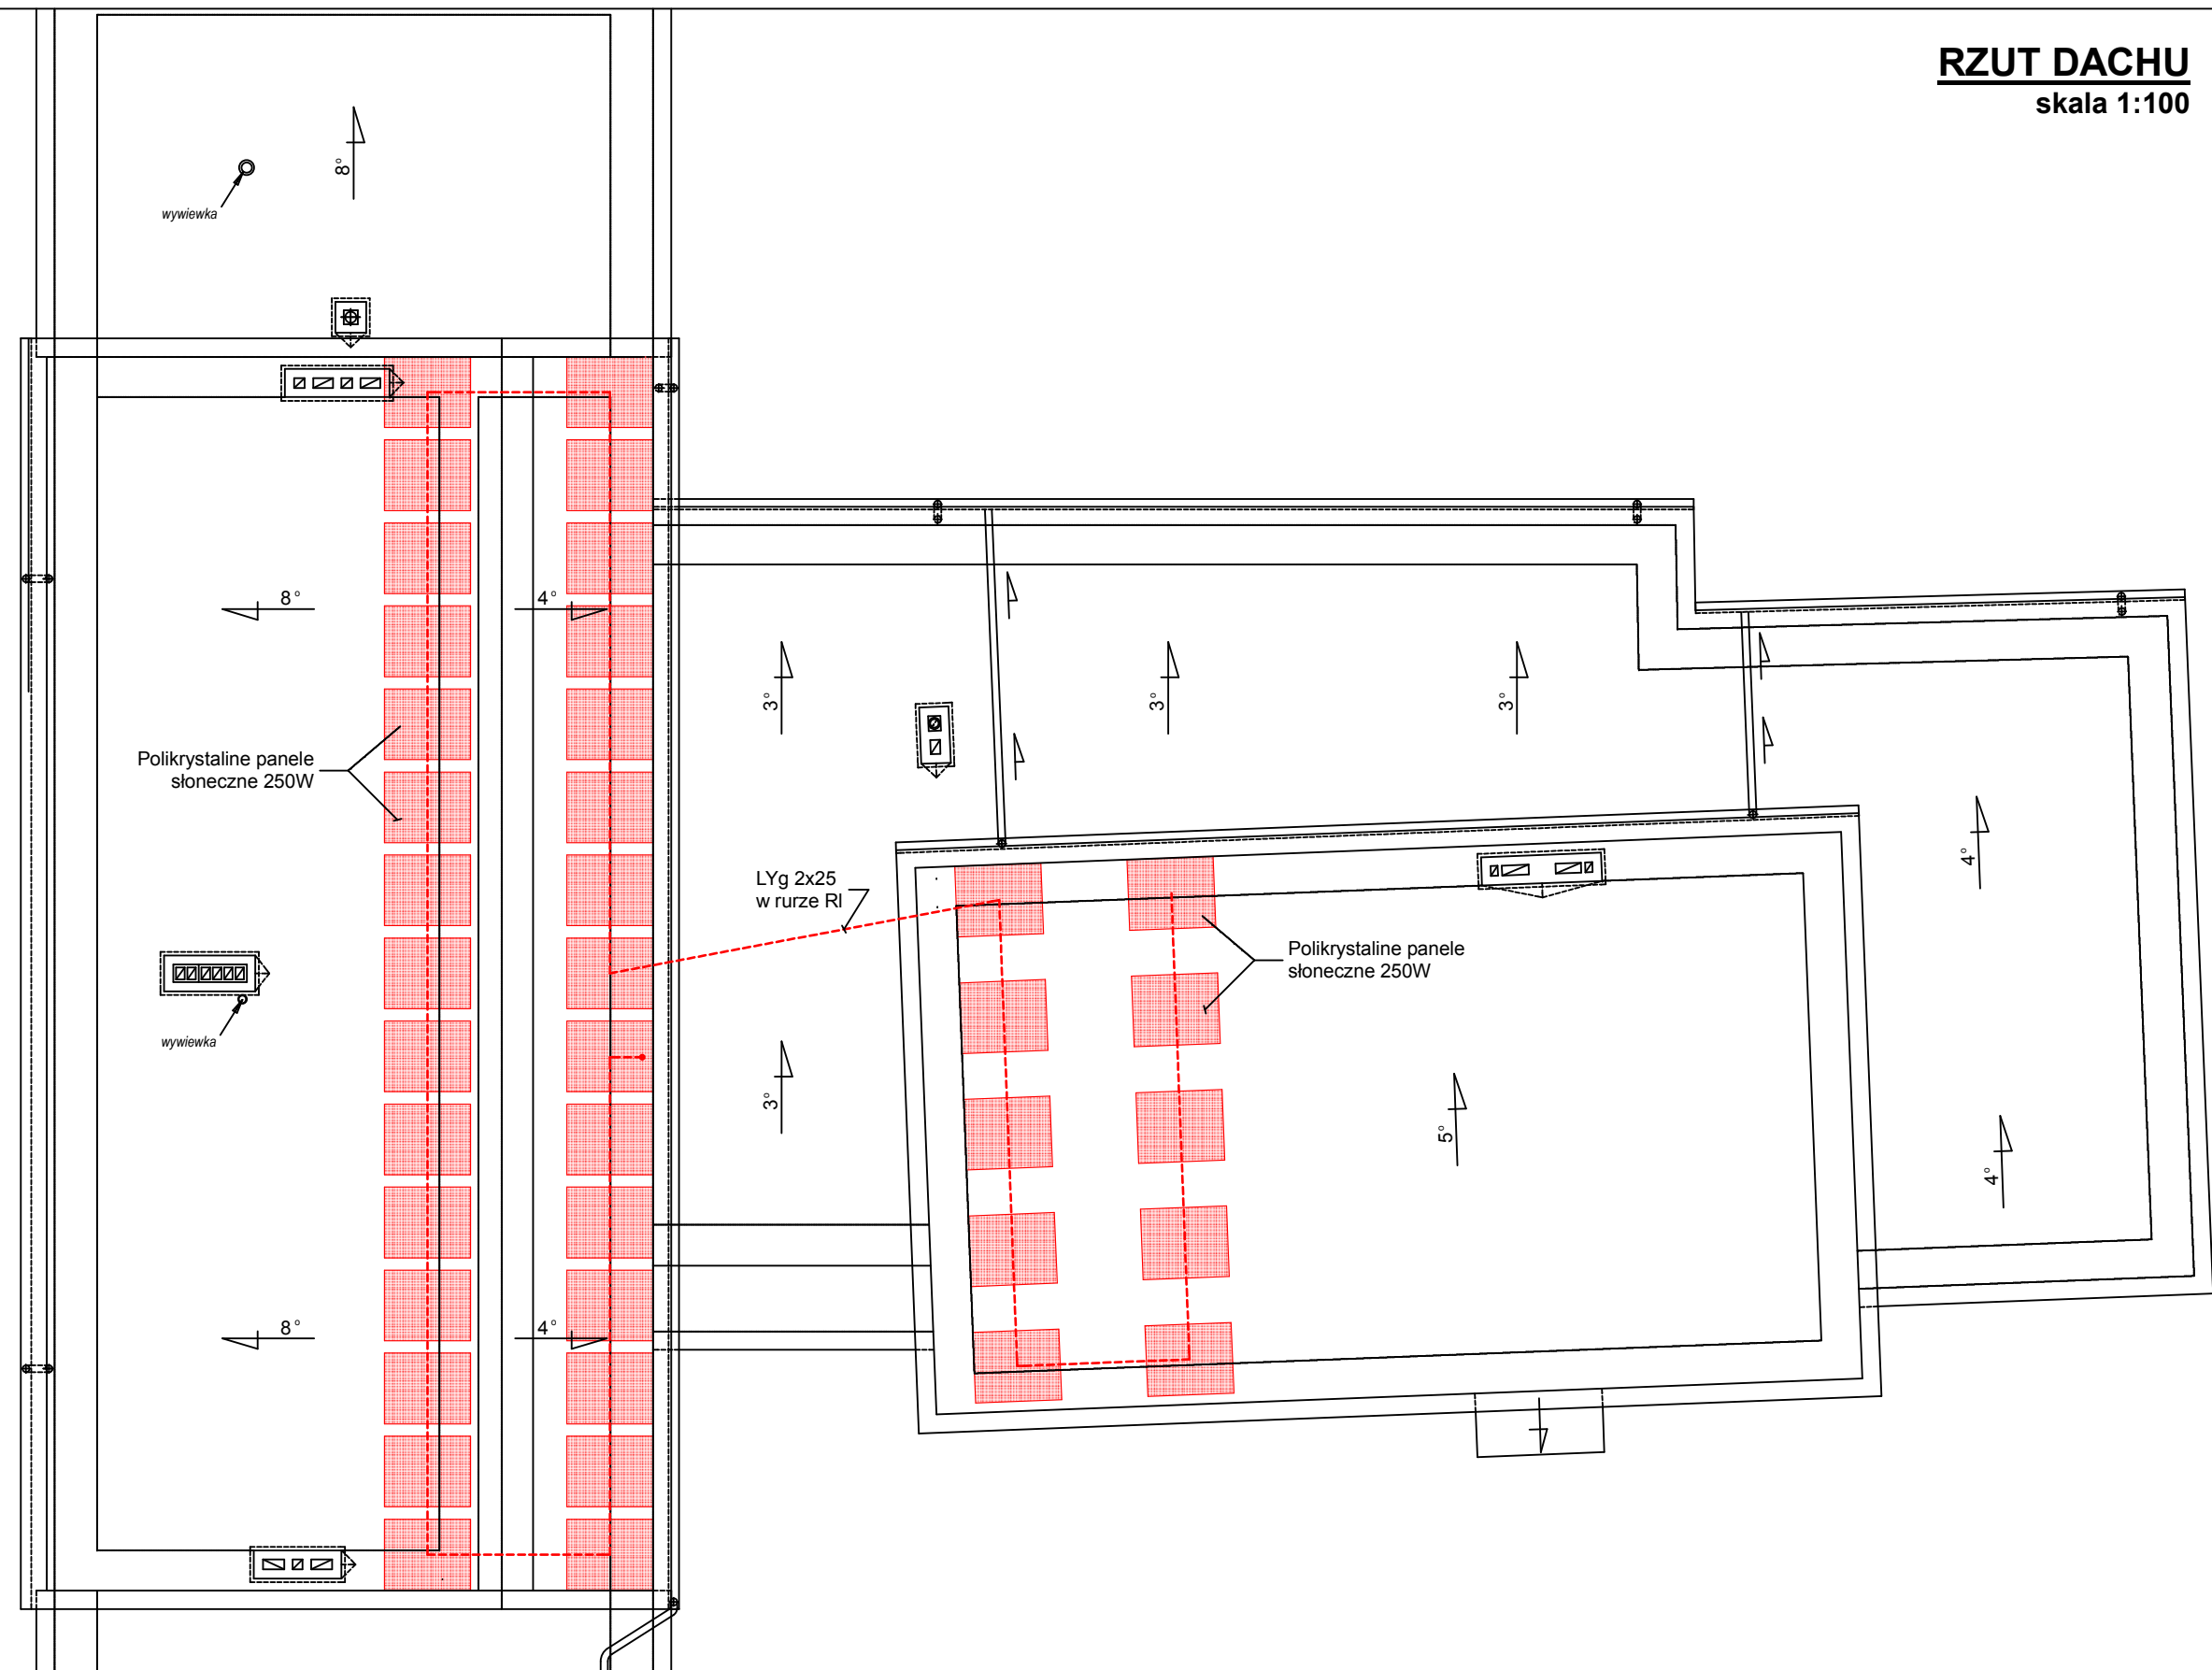 RZUT DACHU
skala 1:100
8°
wywiewka
8°
4°
3°
3°
3°
Polikrystaline panele
słoneczne 250W
4°
LYg 2x25
w rurze RI
Polikrystaline panele
słoneczne 250W
wywiewka
3°
5°
4°
8°
4°